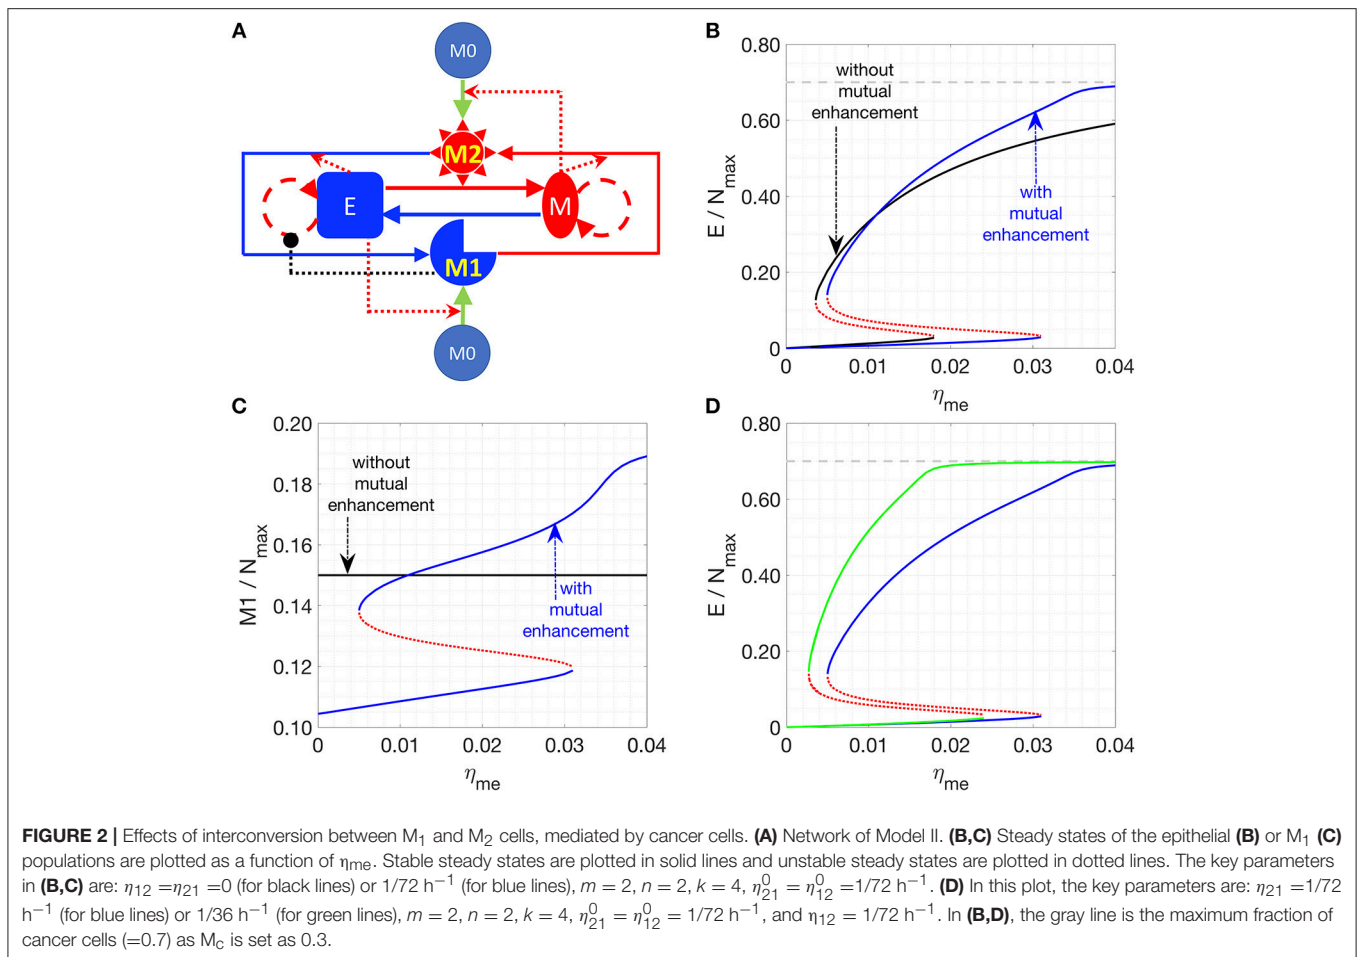 A
M0
M2
E
M
M1
M0
B
0.80
0.60
0.40
0.20
0
E / N_max
without
mutual
enhancement
with
mutual
enhancement
0 0.01 0.02 0.03 0.04
η_me
C
0.20
0.18
0.16
0.14
0.12
0.10
M1 / N_max
without
mutual
enhancement
with
mutual
enhancement
0 0.01 0.02 0.03 0.04
η_me
D
0.80
0.60
0.40
0.20
0
E / N_max
0 0.01 0.02 0.03 0.04
η_me
FIGURE 2 | Effects of interconversion between M₁ and M₂ cells, mediated by cancer cells. (A) Network of Model II. (B,C) Steady states of the epithelial (B) or M₁ (C)
populations are plotted as a function of η_me. Stable steady states are plotted in solid lines and unstable steady states are plotted in dotted lines. The key parameters
in (B,C) are: η₁₂ =η₂₁ =0 (for black lines) or 1/72 h⁻¹ (for blue lines), m = 2, n = 2, k = 4, η⁰₂₁ = η⁰₁₂ =1/72 h⁻¹. (D) In this plot, the key parameters are: η₂₁ =1/72
h⁻¹ (for blue lines) or 1/36 h⁻¹ (for green lines), m = 2, n = 2, k = 4, η⁰₂₁ = η⁰₁₂ = 1/72 h⁻¹, and η₁₂ = 1/72 h⁻¹. In (B,D), the gray line is the maximum fraction of
cancer cells (=0.7) as M_c is set as 0.3.